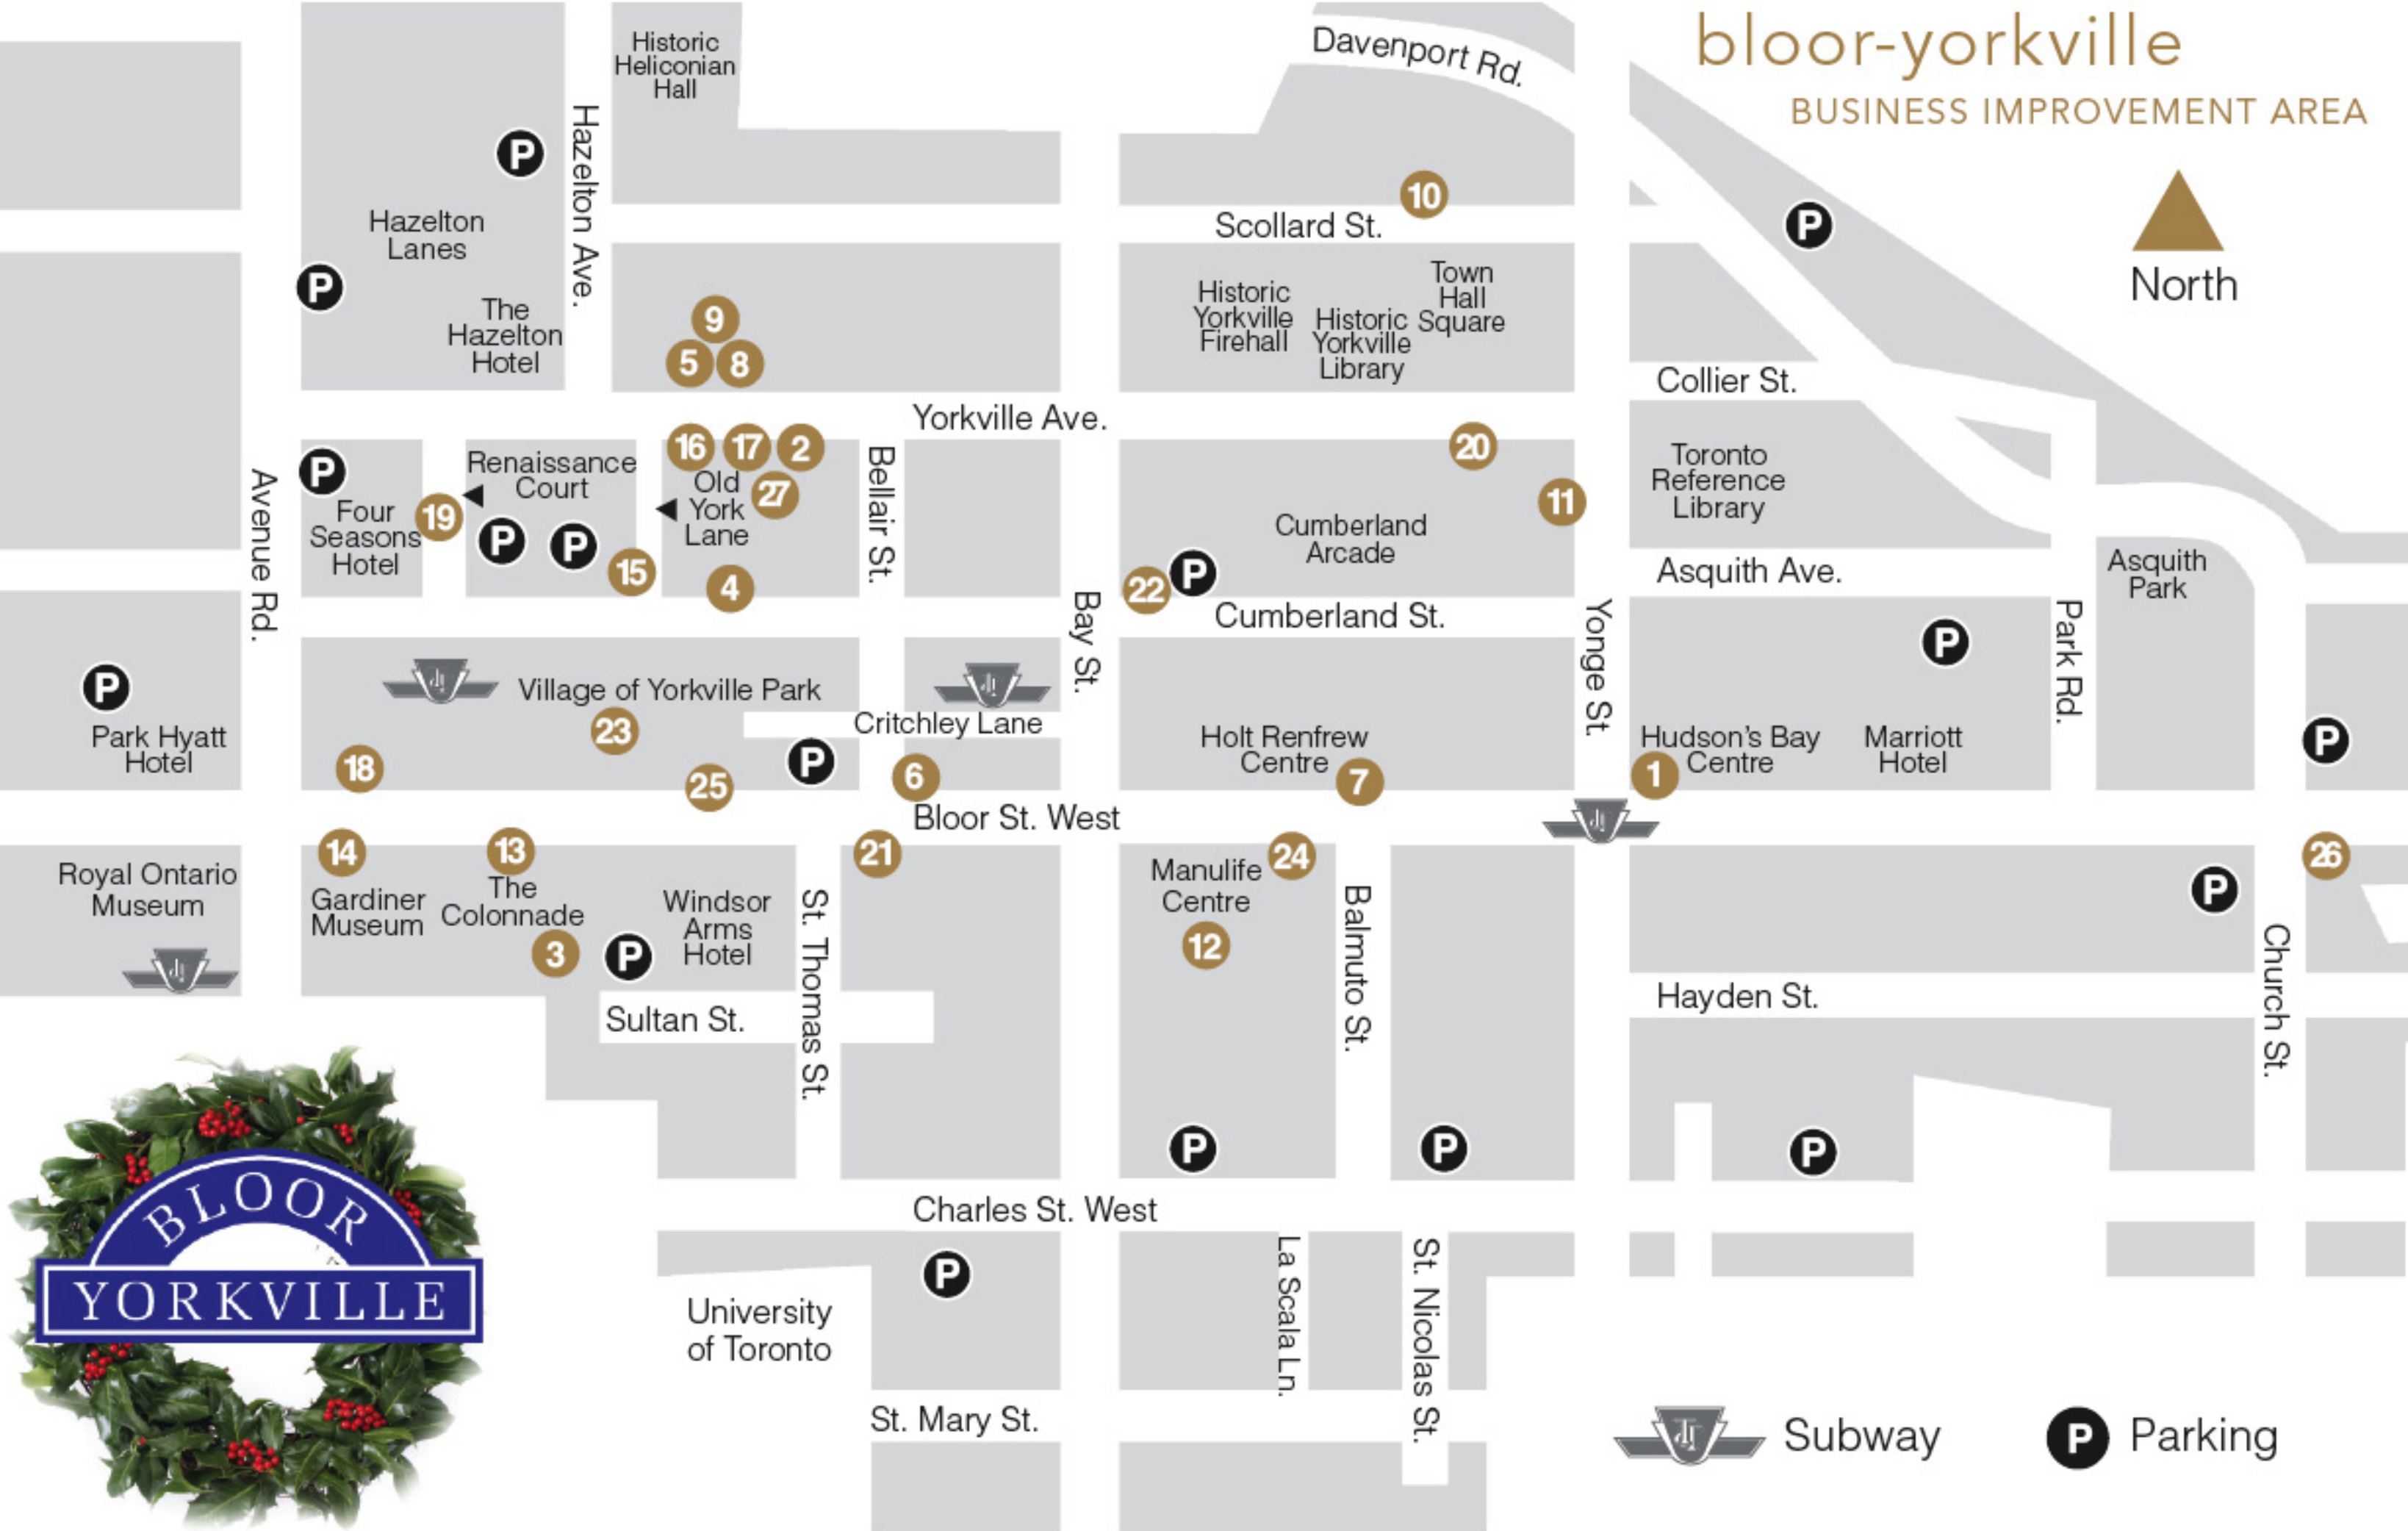 bloor-yorkville
BUSINESS IMPROVEMENT AREA
North
Davenport Rd.
Historic
Heliconian
Hall
P
Hazelton Ave.
10
Scollard St.
P
Hazelton
Lanes
P
The
Hazelton
Hotel
9
5
8
Historic
Yorkville
Firehall
Historic
Yorkville
Library
Town
Hall
Square
Collier St.
Yorkville Ave.
Avenue Rd.
P
Four
Seasons
Hotel
19
Renaissance
Court
P
P
15
16
17
2
Old
York
Lane
27
4
Bellair St.
20
11
Cumberland
Arcade
22
P
Toronto
Reference
Library
Asquith Ave.
Asquith
Park
Cumberland St.
Bay St.
Yonge St.
Park Rd.
P
P
Park Hyatt
Hotel
Village of Yorkville Park
23
18
25
P
Critchley Lane
6
Holt Renfrew
Centre
7
Hudson's Bay
Centre
1
Marriott
Hotel
P
Bloor St. West
Royal Ontario
Museum
14
Gardiner
Museum
13
The
Colonnade
3
P
Windsor
Arms
Hotel
St. Thomas St.
21
Manulife
Centre
24
12
Balmuto St.
P
26
Church St.
Sultan St.
Hayden St.
P
P
P
Charles St. West
P
University
of Toronto
La Scala Ln.
St. Nicolas St.
St. Mary St.
BLOOR
YORKVILLE
Subway
P
Parking